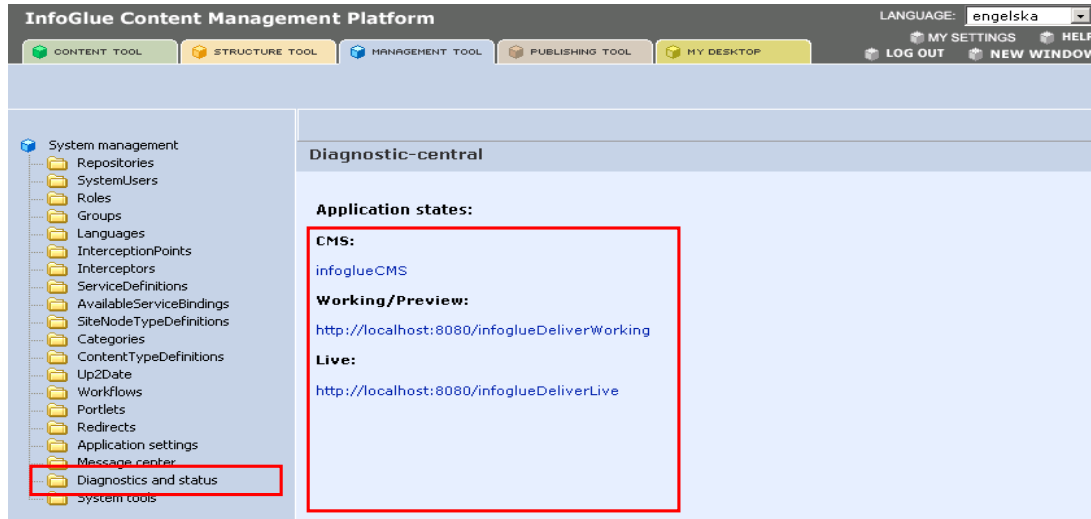 InfoGlue Content Management Platform
LANGUAGE: engelska
MY SETTINGS HELP
LOG OUT NEW WINDOW
CONTENT TOOL STRUCTURE TOOL MANAGEMENT TOOL PUBLISHING TOOL MY DESKTOP
System management
Repositories
SystemUsers
Roles
Groups
Languages
InterceptionPoints
Interceptors
ServiceDefinitions
AvailableServiceBindings
SiteNodeTypeDefinitions
Categories
ContentTypeDefinitions
Up2Date
Workflows
Portlets
Redirects
Application settings
Message center
Diagnostics and status
System tools
Diagnostic-central
Application states:
CMS:
infoglueCMS
Working/Preview:
http://localhost:8080/infoglueDeliverWorking
Live:
http://localhost:8080/infoglueDeliverLive